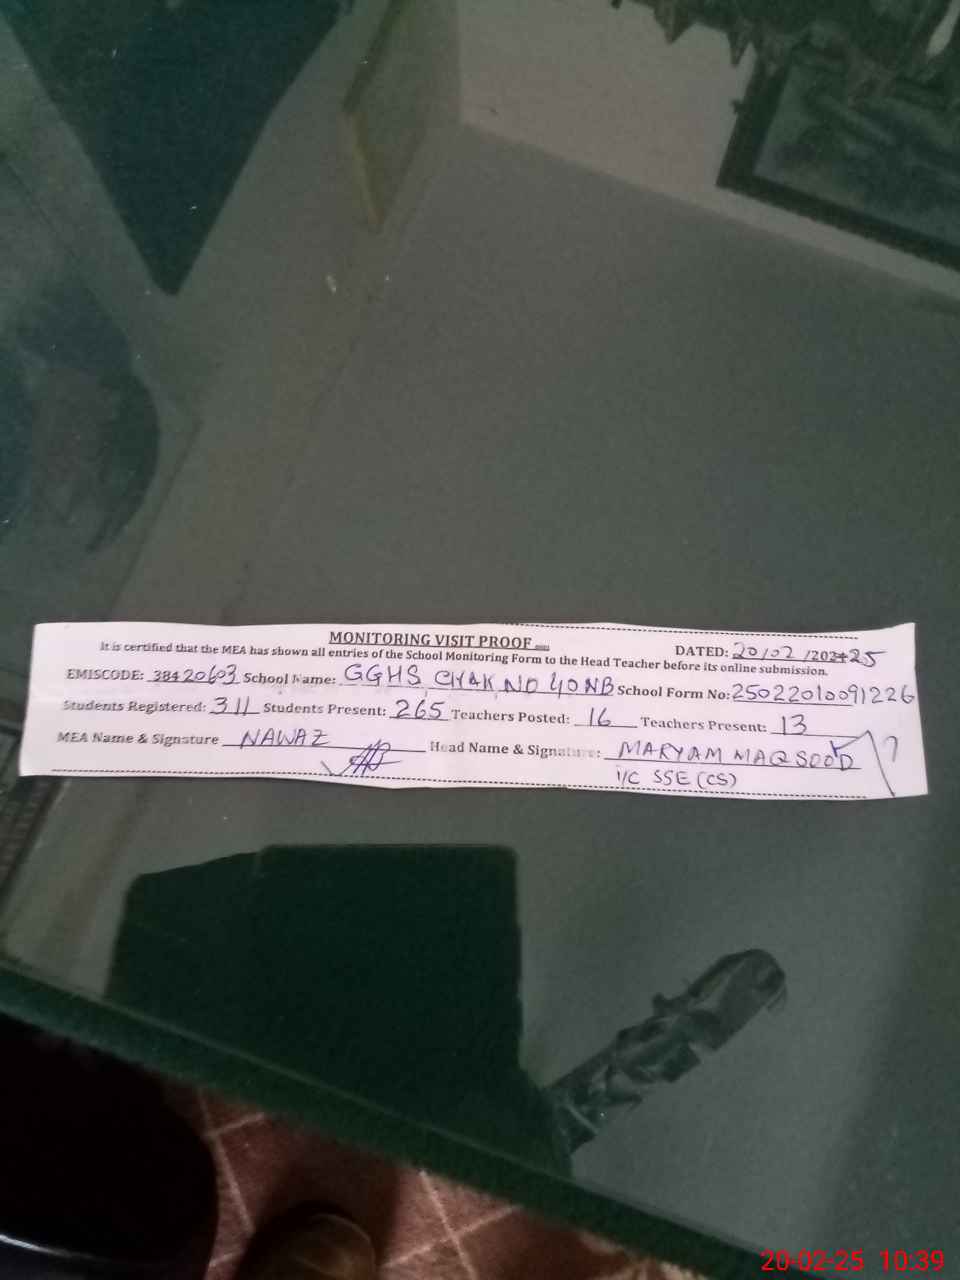 MONITORING VISIT PROOF
DATED: 20/02/2025
It is certified that the MEA has shown all entries of the School Monitoring Form to the Head Teacher before its online submission.
EMISCODE: 38420603 School Name: GGHS CHAK NO 40NB School Form No: 25022010091226
Students Registered: 311 Students Present: 265 Teachers Posted: 16 Teachers Present: 13
MEA Name & Signature NAWAZ Head Name & Signature: MARYAM MAQSOOD
I/C SSE (CS)
20-02-25 10:39